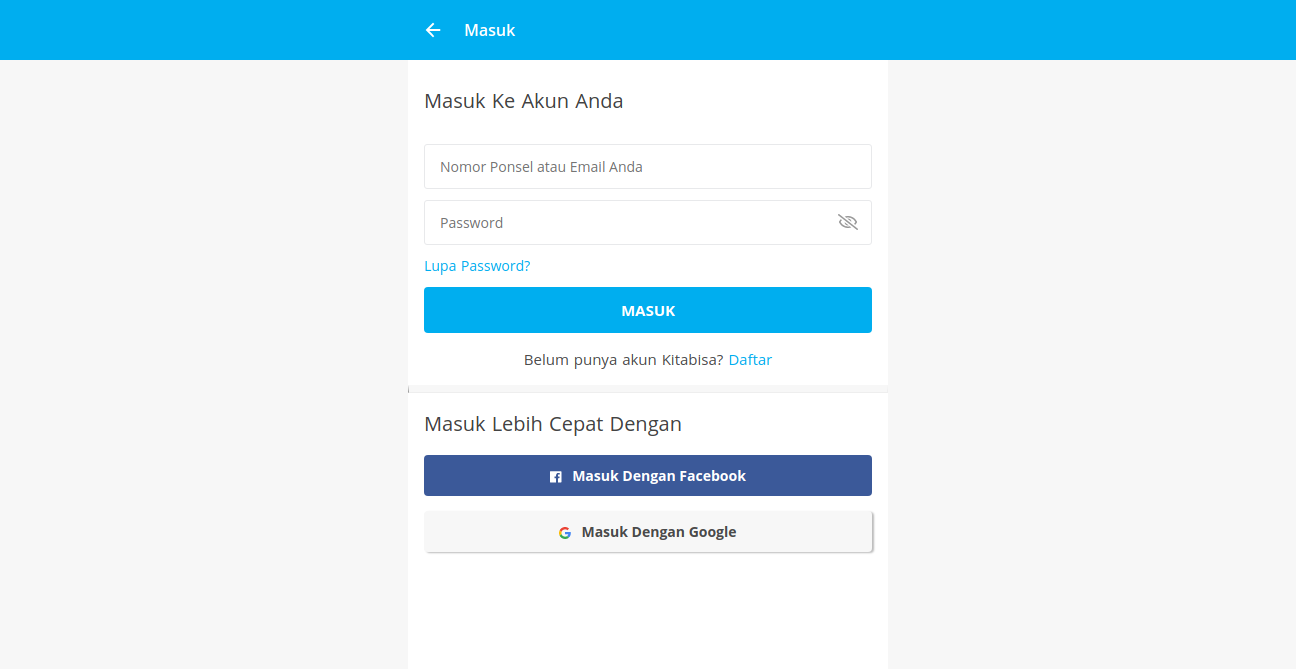 Masuk
Masuk Ke Akun Anda
Nomor Ponsel atau Email Anda
Password
Lupa Password?
MASUK
Belum punya akun Kitabisa? Daftar
Masuk Lebih Cepat Dengan
Masuk Dengan Facebook
Masuk Dengan Google